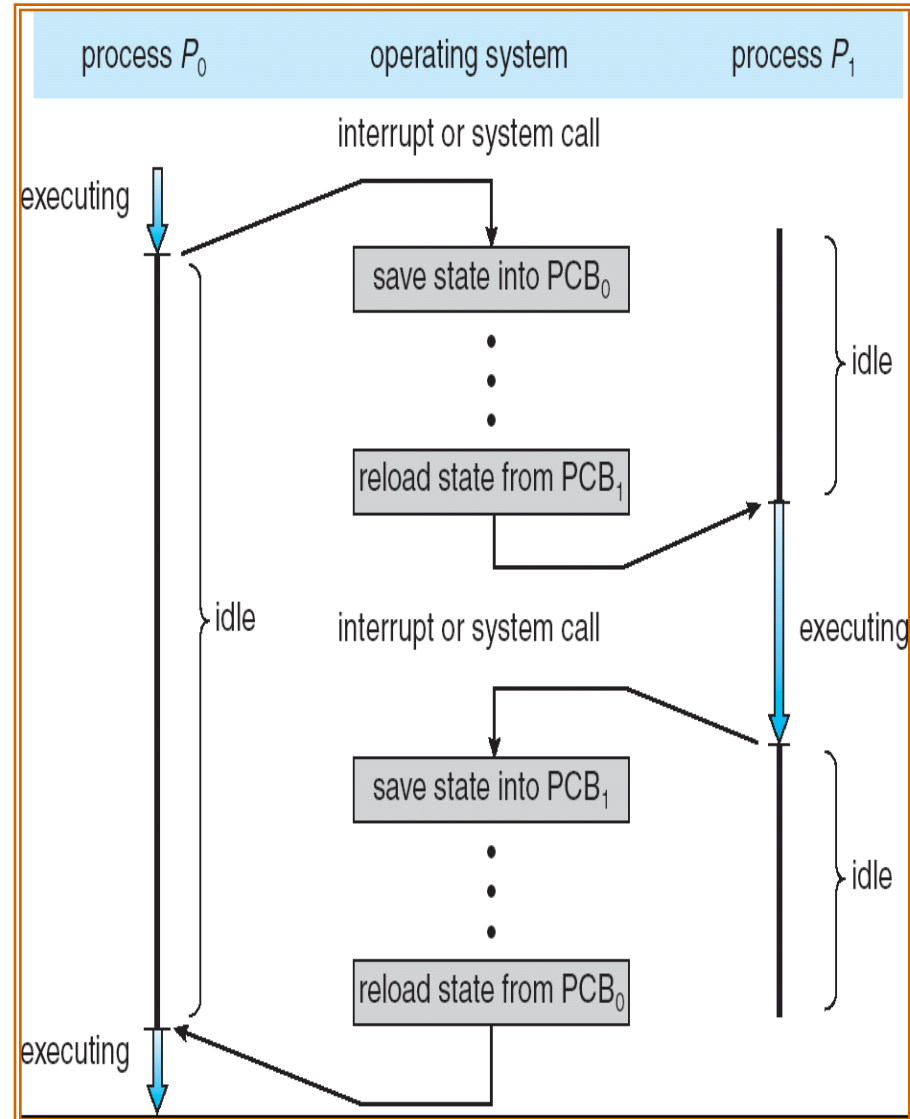 process P₀ operating system process P₁
interrupt or system call
executing
save state into PCB₀
idle
reload state from PCB₁
idle
interrupt or system call
executing
save state into PCB₁
idle
reload state from PCB₀
executing